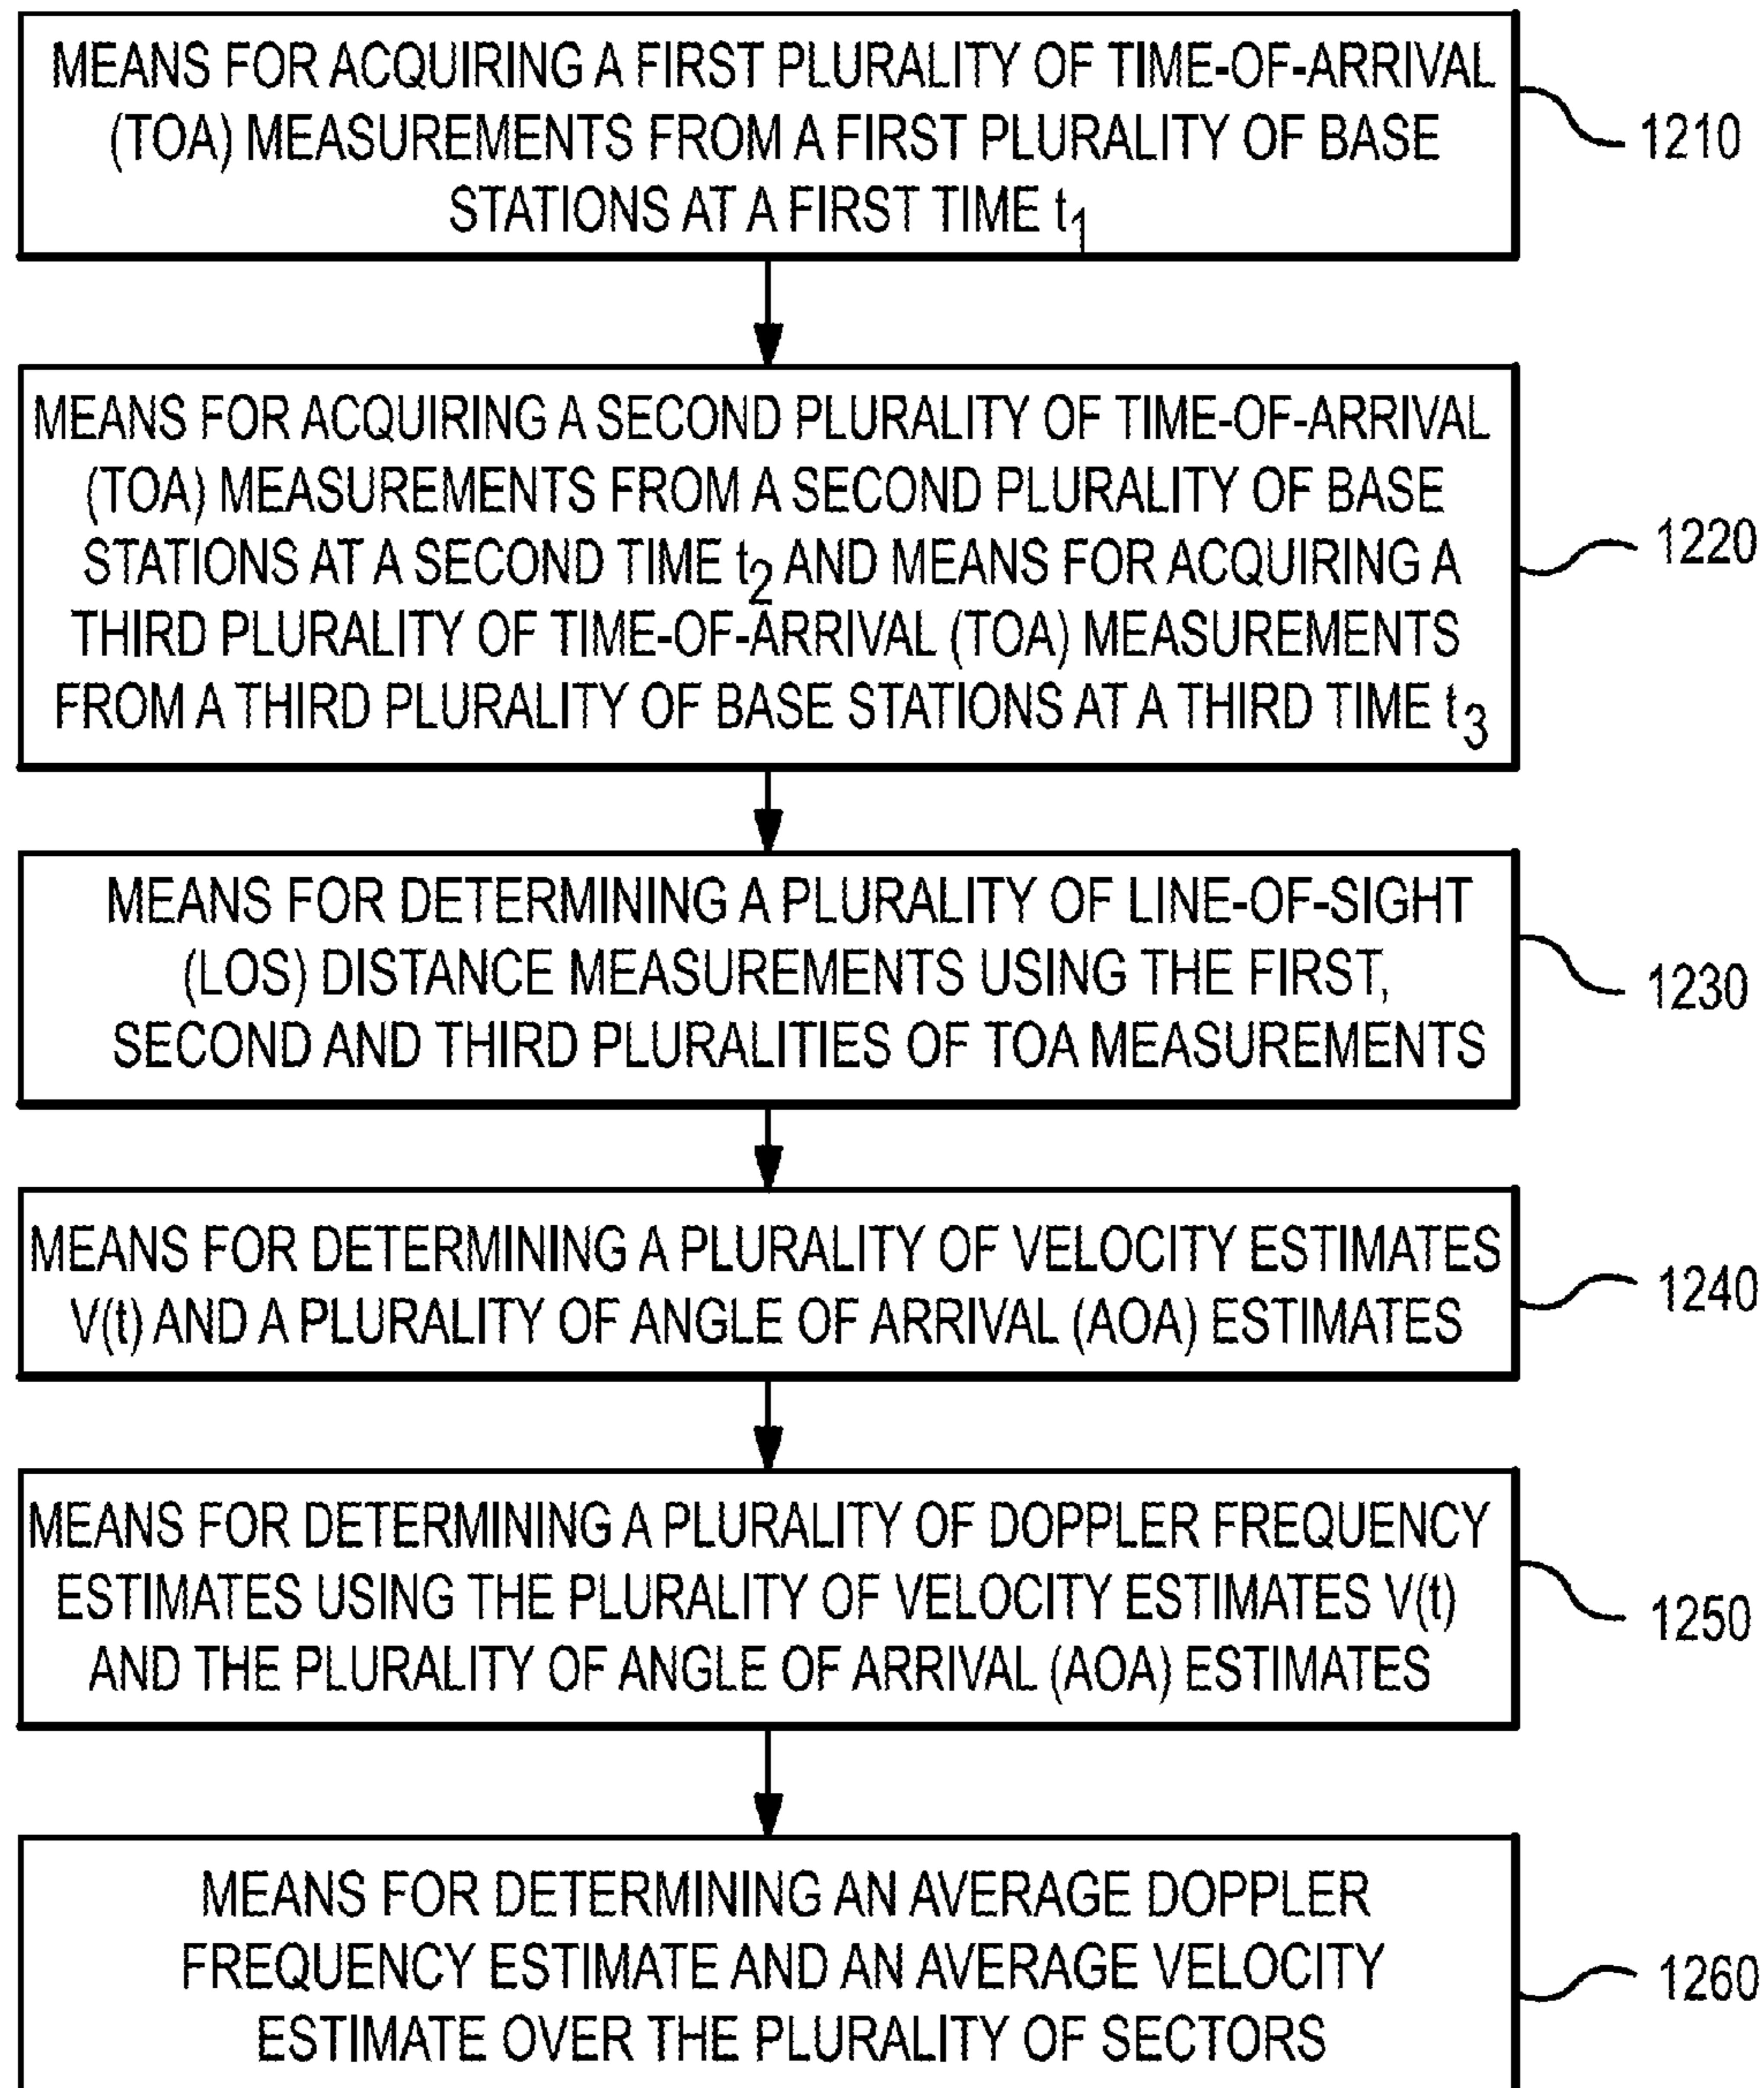 MEANS FOR ACQUIRING A FIRST PLURALITY OF TIME-OF-ARRIVAL
(TOA) MEASUREMENTS FROM A FIRST PLURALITY OF BASE
STATIONS AT A FIRST TIME t1
1210
MEANS FOR ACQUIRING A SECOND PLURALITY OF TIME-OF-ARRIVAL
(TOA) MEASUREMENTS FROM A SECOND PLURALITY OF BASE
STATIONS AT A SECOND TIME t2 AND MEANS FOR ACQUIRING A
THIRD PLURALITY OF TIME-OF-ARRIVAL (TOA) MEASUREMENTS
FROM A THIRD PLURALITY OF BASE STATIONS AT A THIRD TIME t3
1220
MEANS FOR DETERMINING A PLURALITY OF LINE-OF-SIGHT
(LOS) DISTANCE MEASUREMENTS USING THE FIRST,
SECOND AND THIRD PLURALITIES OF TOA MEASUREMENTS
1230
MEANS FOR DETERMINING A PLURALITY OF VELOCITY ESTIMATES
V(t) AND A PLURALITY OF ANGLE OF ARRIVAL (AOA) ESTIMATES
1240
MEANS FOR DETERMINING A PLURALITY OF DOPPLER FREQUENCY
ESTIMATES USING THE PLURALITY OF VELOCITY ESTIMATES V(t)
AND THE PLURALITY OF ANGLE OF ARRIVAL (AOA) ESTIMATES
1250
MEANS FOR DETERMINING AN AVERAGE DOPPLER
FREQUENCY ESTIMATE AND AN AVERAGE VELOCITY
ESTIMATE OVER THE PLURALITY OF SECTORS
1260